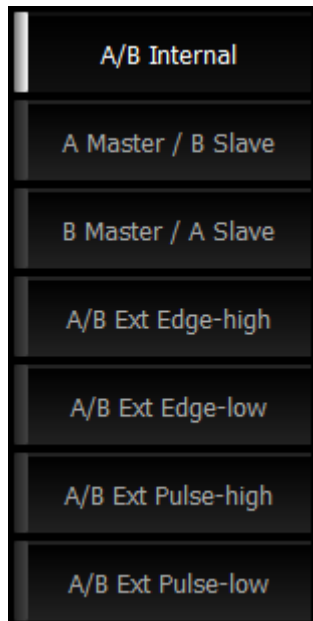 A/B Internal
A Master / B Slave
B Master / A Slave
A/B Ext Edge-high
A/B Ext Edge-low
A/B Ext Pulse-high
A/B Ext Pulse-low